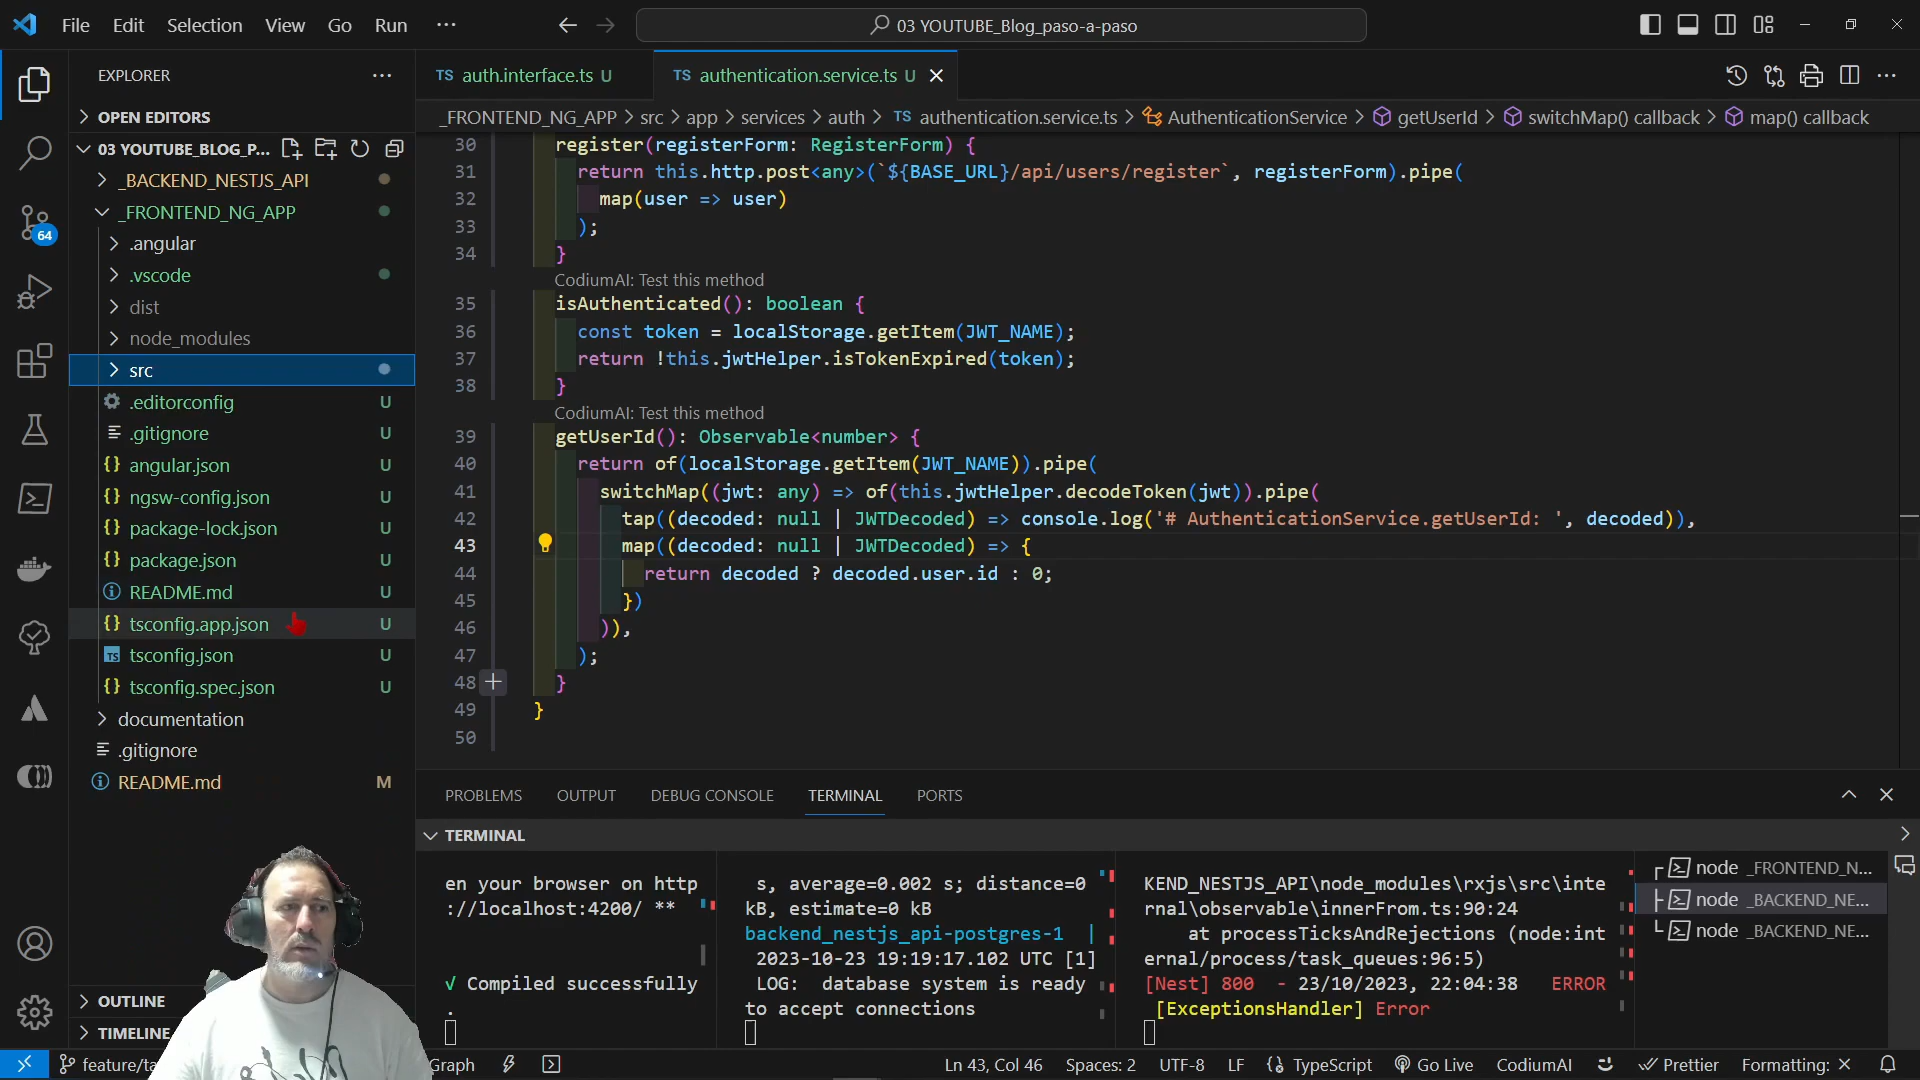 File Edit Selection View Go Run ···
03 YOUTUBE_Blog_paso-a-paso
EXPLORER
OPEN EDITORS
03 YOUTUBE_BLOG_P...
_BACKEND_NESTJS_API
_FRONTEND_NG_APP
.angular
.vscode
dist
node_modules
src
.editorconfig U
.gitignore U
{} angular.json U
{} ngsw-config.json U
{} package-lock.json U
{} package.json U
README.md U
{} tsconfig.app.json U
TS tsconfig.json U
{} tsconfig.spec.json U
documentation
.gitignore
README.md M
OUTLINE
TIMELINE
64
TS auth.interface.ts U
TS authentication.service.ts U
_FRONTEND_NG_APP > src > app > services > auth > TS authentication.service.ts > AuthenticationService > getUserId > switchMap() callback > map() callback
30 register(registerForm: RegisterForm) {
31 return this.http.post<any>(`${BASE_URL}/api/users/register`, registerForm).pipe(
32 map(user => user)
33 );
34 }
CodiumAI: Test this method
35 isAuthenticated(): boolean {
36 const token = localStorage.getItem(JWT_NAME);
37 return !this.jwtHelper.isTokenExpired(token);
38 }
CodiumAI: Test this method
39 getUserId(): Observable<number> {
40 return of(localStorage.getItem(JWT_NAME)).pipe(
41 switchMap((jwt: any) => of(this.jwtHelper.decodeToken(jwt)).pipe(
42 tap((decoded: null | JWTDecoded) => console.log('# AuthenticationService.getUserId: ', decoded)),
43 map((decoded: null | JWTDecoded) => {
44 return decoded ? decoded.user.id : 0;
45 })
46 )),
47 );
48 }
49 }
50
PROBLEMS OUTPUT DEBUG CONSOLE TERMINAL PORTS
TERMINAL
en your browser on http
://localhost:4200/ **
√ Compiled successfully
.
s, average=0.002 s; distance=0
kB, estimate=0 kB
backend_nestjs_api-postgres-1 |
2023-10-23 19:19:17.102 UTC [1]
LOG: database system is ready
to accept connections
KEND_NESTJS_API\node_modules\rxjs\src\inte
rnal\observable\innerFrom.ts:90:24
at processTicksAndRejections (node:int
ernal/process/task_queues:96:5)
[Nest] 800 - 23/10/2023, 22:04:38 ERROR
[ExceptionsHandler] Error
node _FRONTEND_N...
node _BACKEND_NE...
node _BACKEND_NE...
feature/ta Graph Ln 43, Col 46 Spaces: 2 UTF-8 LF TypeScript Go Live CodiumAI Prettier Formatting: ×